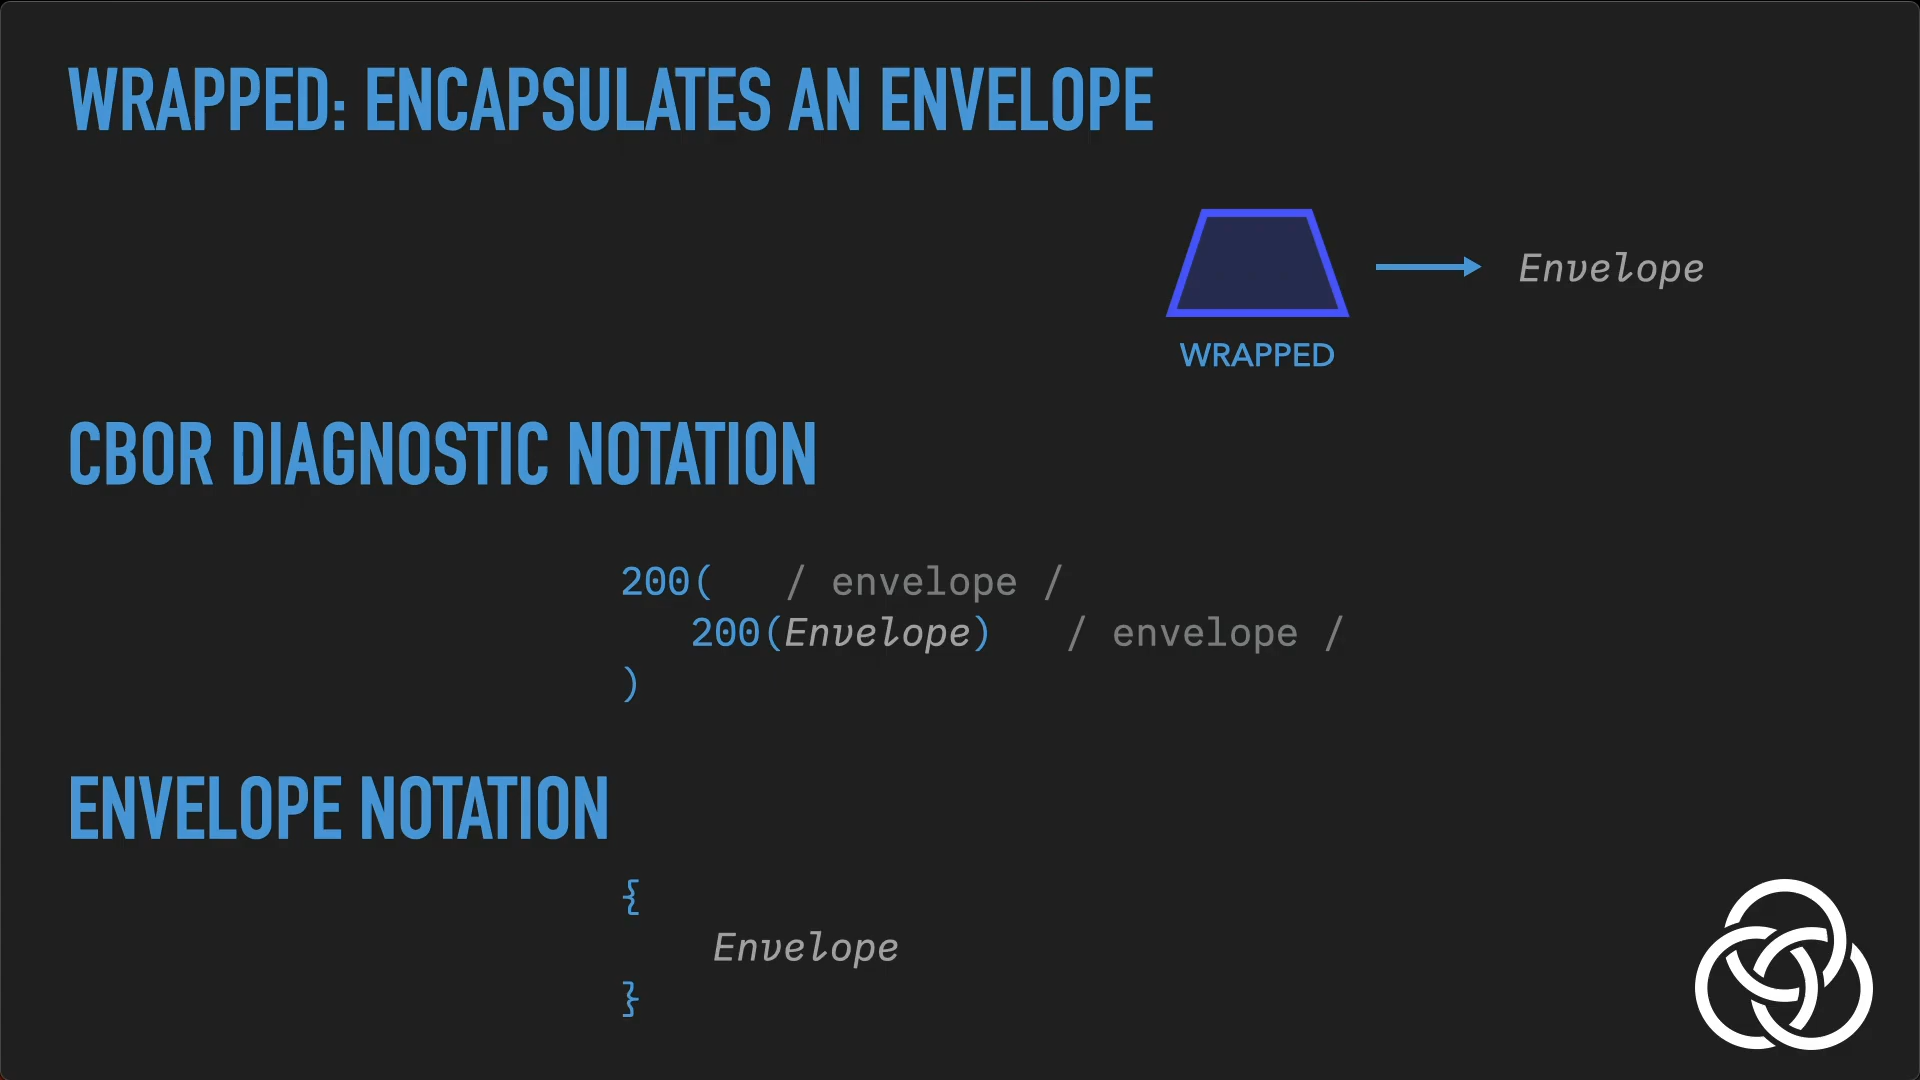 WRAPPED: ENCAPSULATES AN ENVELOPE
Envelope
WRAPPED
CBOR DIAGNOSTIC NOTATION
200(   / envelope /
   200(Envelope)   / envelope /
)
ENVELOPE NOTATION
{
    Envelope
}